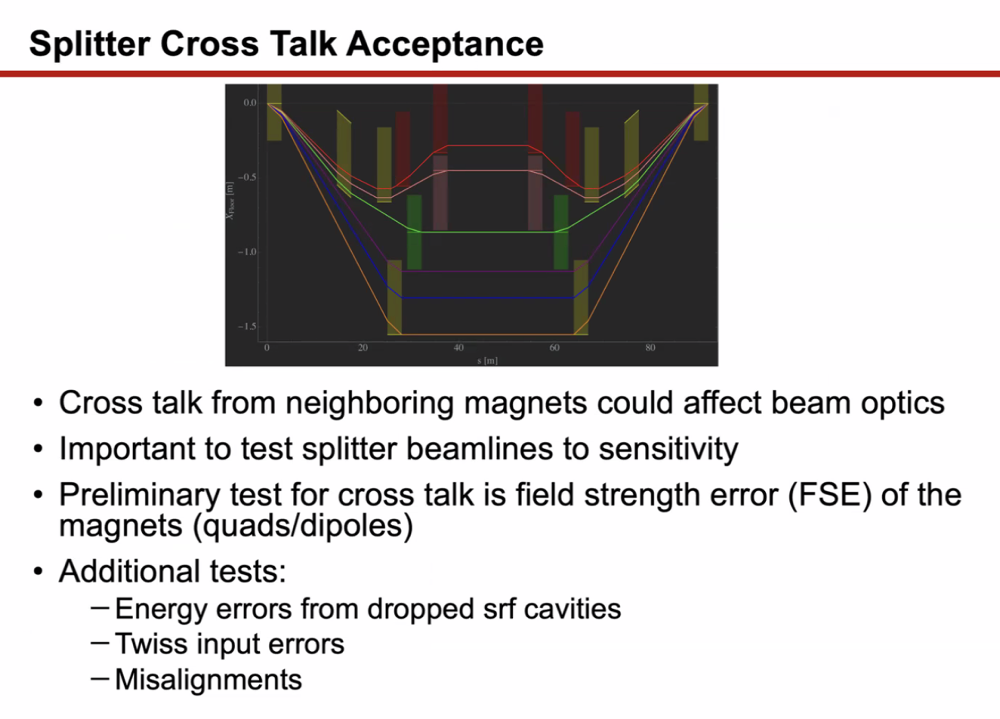 Splitter Cross Talk Acceptance
0.0
−0.5
−1.0
−1.5
X_Floor [m]
0 20 40 60 80
s [m]
• Cross talk from neighboring magnets could affect beam optics
• Important to test splitter beamlines to sensitivity
• Preliminary test for cross talk is field strength error (FSE) of the
magnets (quads/dipoles)
• Additional tests:
– Energy errors from dropped srf cavities
– Twiss input errors
– Misalignments